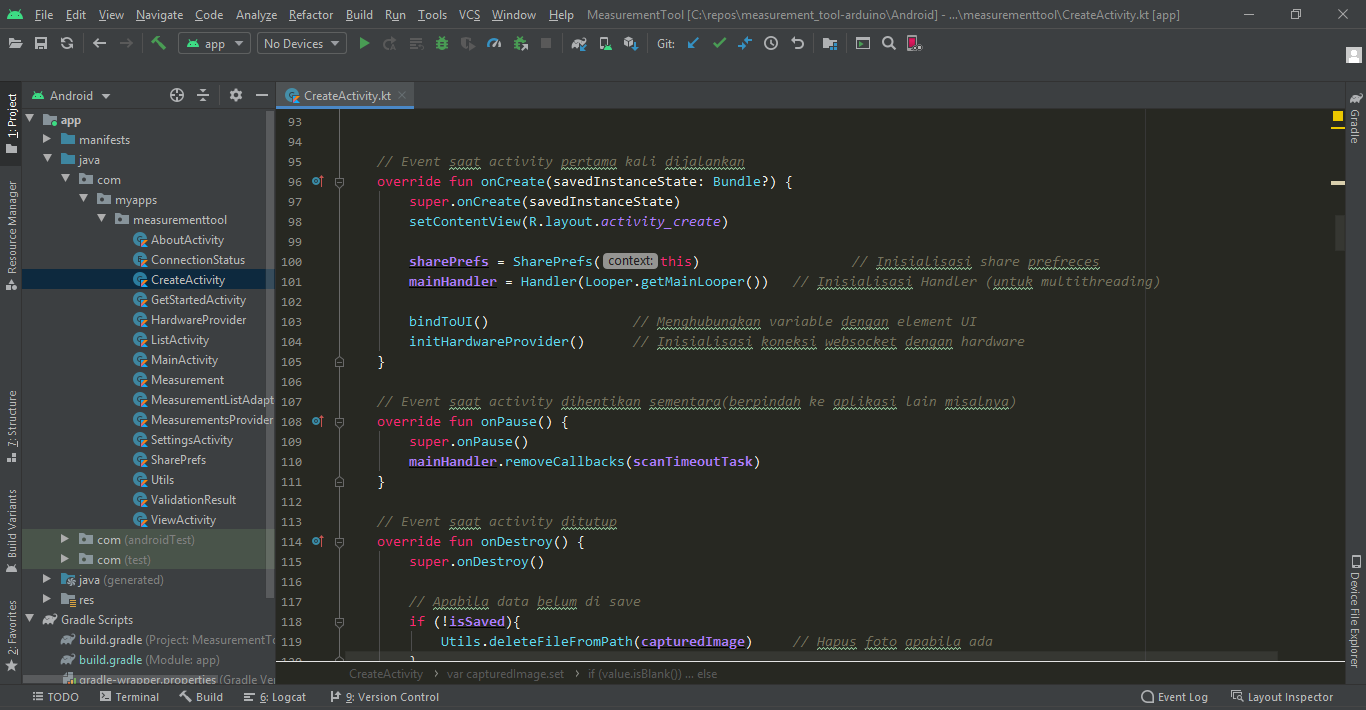 File Edit View Navigate Code Analyze Refactor Build Run Tools VCS Window Help MeasurementTool [C:\repos\measurement_tool-arduino\Android] - ...\measurementtool\CreateActivity.kt [app]
app No Devices Git:
Android
CreateActivity.kt
1: Project
Resource Manager
7: Structure
Build Variants
2: Favorites
app
manifests
java
com
myapps
measurementtool
AboutActivity
ConnectionStatus
CreateActivity
GetStartedActivity
HardwareProvider
ListActivity
MainActivity
Measurement
MeasurementListAdapt
MeasurementsProvider
SettingsActivity
SharePrefs
Utils
ValidationResult
ViewActivity
com (androidTest)
com (test)
java (generated)
res
Gradle Scripts
build.gradle (Project: MeasurementTo
build.gradle (Module: app)
gradle-wrapper.properties (Gradle Ver
93
94
95 // Event saat activity pertama kali dijalankan
96 override fun onCreate(savedInstanceState: Bundle?) {
97 super.onCreate(savedInstanceState)
98 setContentView(R.layout.activity_create)
99
100 sharePrefs = SharePrefs( context: this) // Inisialisasi share prefreces
101 mainHandler = Handler(Looper.getMainLooper()) // Inisialisasi Handler (untuk multithreading)
102
103 bindToUI() // Menghubungkan variable dengan element UI
104 initHardwareProvider() // Inisialisasi koneksi websocket dengan hardware
105 }
106
107 // Event saat activity dihentikan sementara(berpindah ke aplikasi lain misalnya)
108 override fun onPause() {
109 super.onPause()
110 mainHandler.removeCallbacks(scanTimeoutTask)
111 }
112
113 // Event saat activity ditutup
114 override fun onDestroy() {
115 super.onDestroy()
116
117 // Apabila data belum di save
118 if (!isSaved){
119 Utils.deleteFileFromPath(capturedImage) // Hapus foto apabila ada
120 }
CreateActivity › var capturedImage.set › if (value.isBlank()) ... else
Gradle
Device File Explorer
TODO Terminal Build 6: Logcat 9: Version Control Event Log Layout Inspector